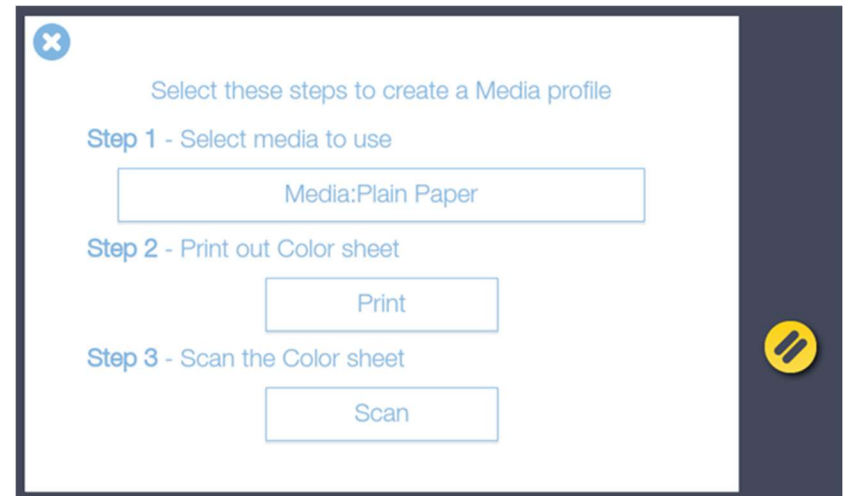 Select these steps to create a Media profile
Step 1 - Select media to use
Media:Plain Paper
Step 2 - Print out Color sheet
Print
Step 3 - Scan the Color sheet
Scan